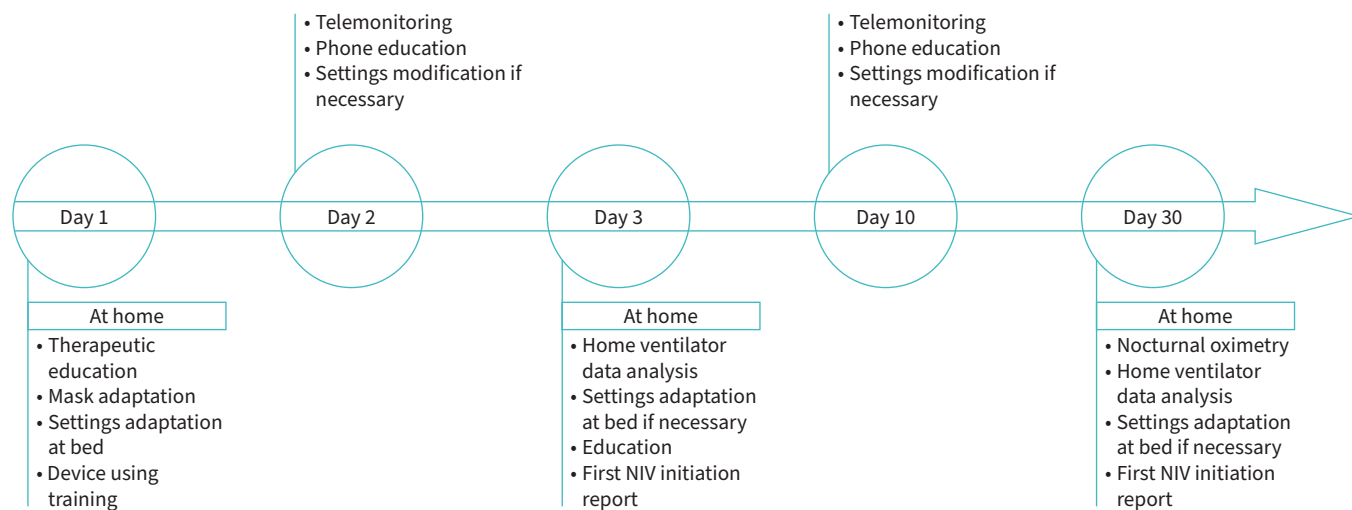 • Telemonitoring
• Phone education
• Settings modification if
necessary
• Telemonitoring
• Phone education
• Settings modification if
necessary
Day 1
Day 2
Day 3
Day 10
Day 30
At home
• Therapeutic
education
• Mask adaptation
• Settings adaptation
at bed
• Device using
training
At home
• Home ventilator
data analysis
• Settings adaptation
at bed if necessary
• Education
• First NIV initiation
report
At home
• Nocturnal oximetry
• Home ventilator
data analysis
• Settings adaptation
at bed if necessary
• First NIV initiation
report